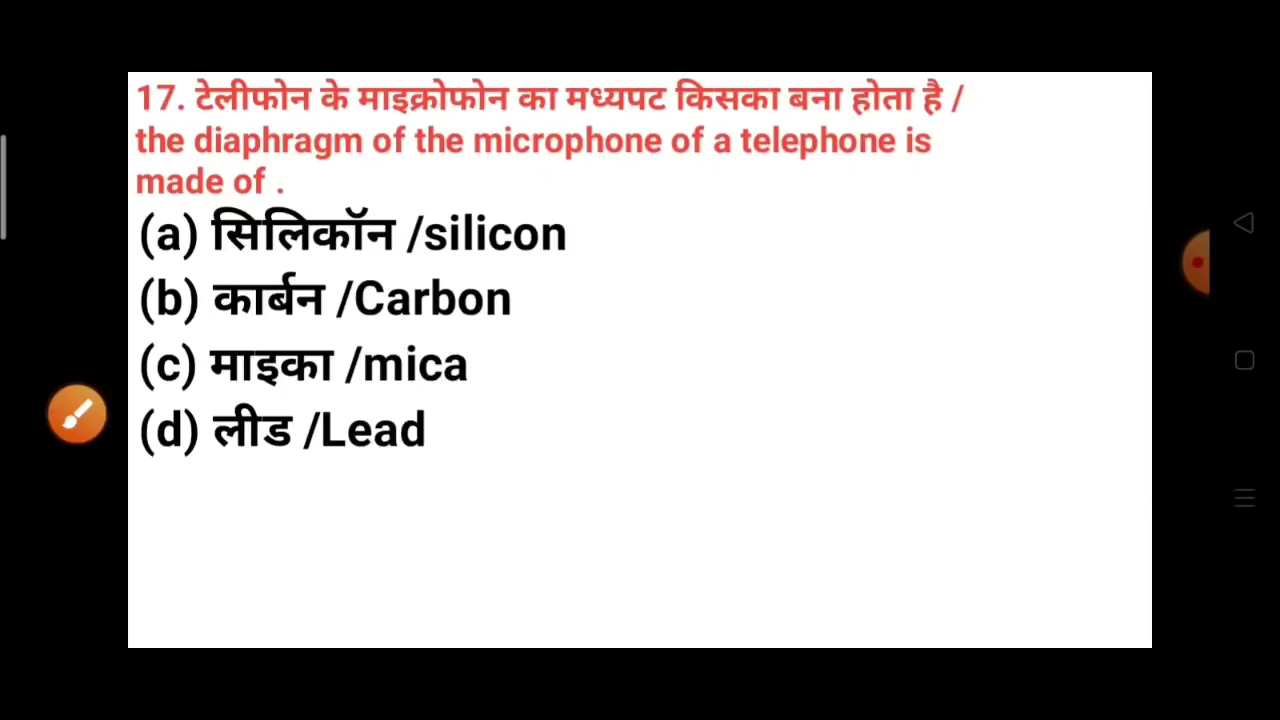 17. टेलीफोन के माइक्रोफोन का मध्यपट किसका बना होता है /
the diaphragm of the microphone of a telephone is
made of .
(a) सिलिकॉन /silicon
(b) कार्बन /Carbon
(c) माइका /mica
(d) लीड /Lead